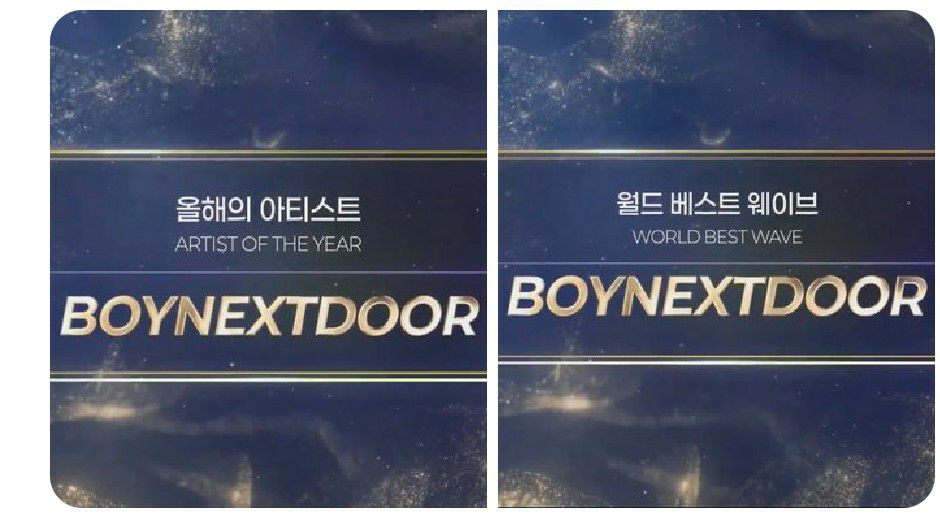 올해의 아티스트
ARTIST OF THE YEAR
BOYNEXTDOOR
월드 베스트 웨이브
WORLD BEST WAVE
BOYNEXTDOOR